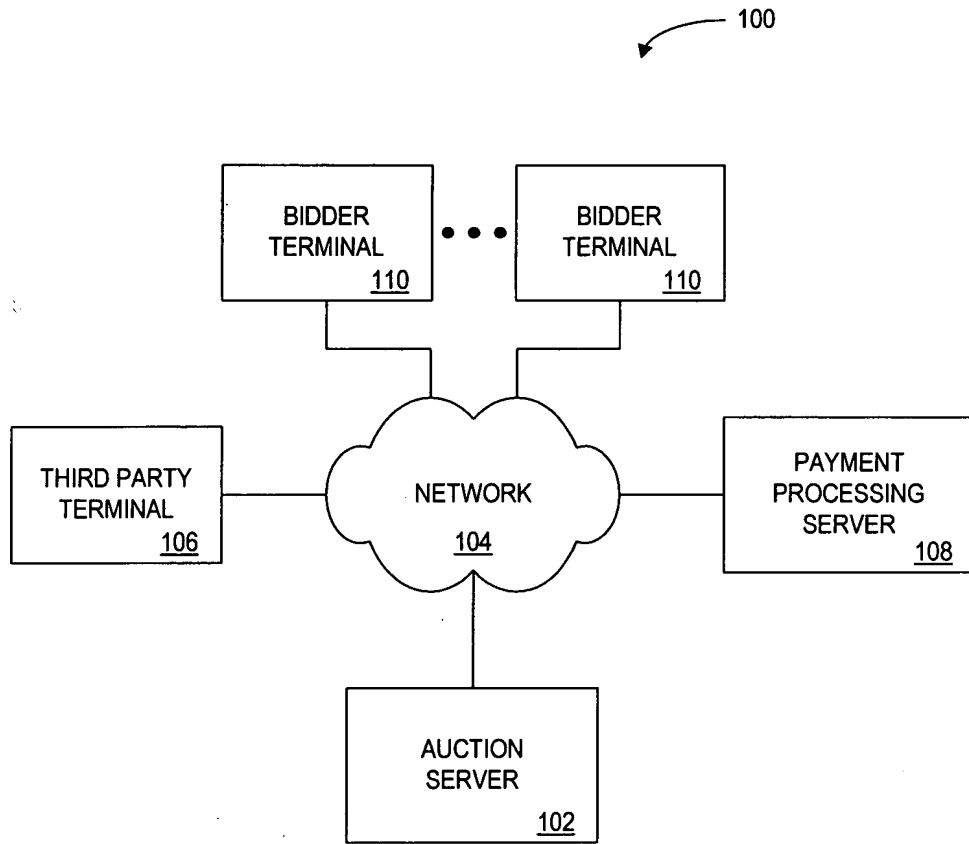 100
BIDDER
TERMINAL
110
BIDDER
TERMINAL
110
THIRD PARTY
TERMINAL
106
NETWORK
104
PAYMENT
PROCESSING
SERVER
108
AUCTION
SERVER
102